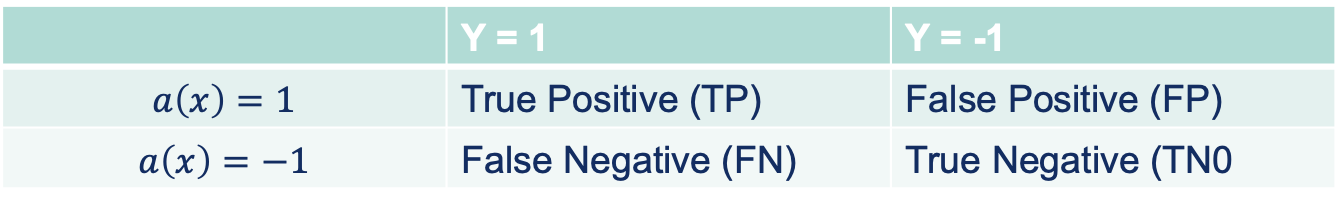 Y = 1 Y = -1
a(x) = 1 True Positive (TP) False Positive (FP)
a(x) = −1 False Negative (FN) True Negative (TN0